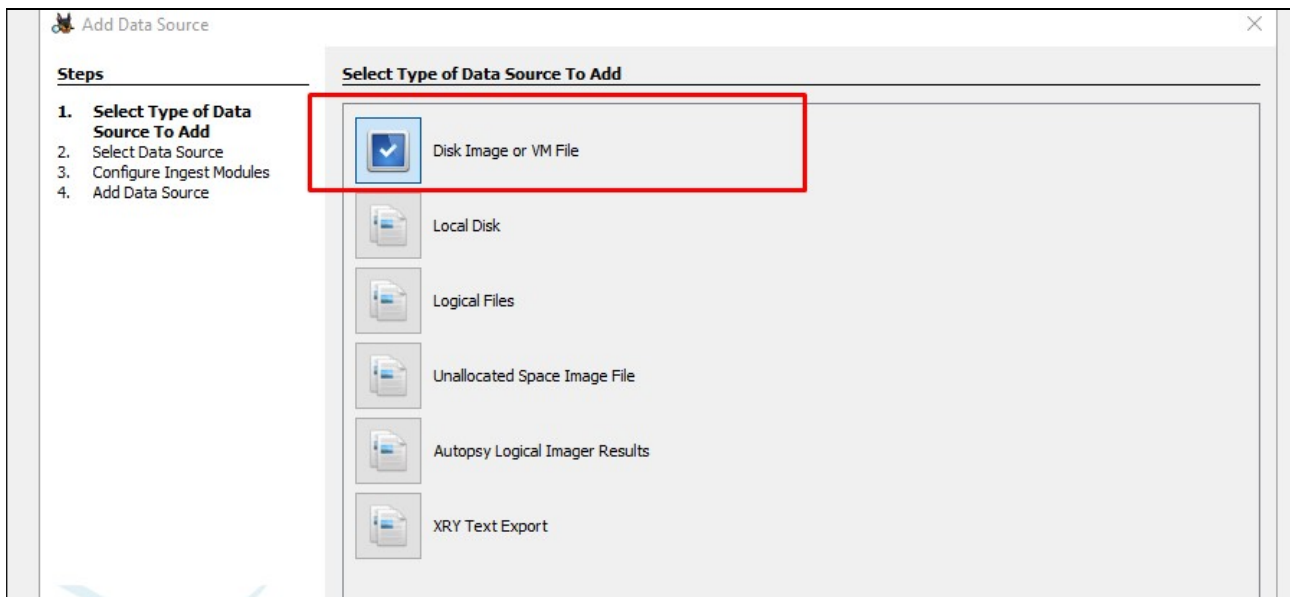 Add Data Source
Steps
1. Select Type of Data
Source To Add
2. Select Data Source
3. Configure Ingest Modules
4. Add Data Source
Select Type of Data Source To Add
Disk Image or VM File
Local Disk
Logical Files
Unallocated Space Image File
Autopsy Logical Imager Results
XRY Text Export